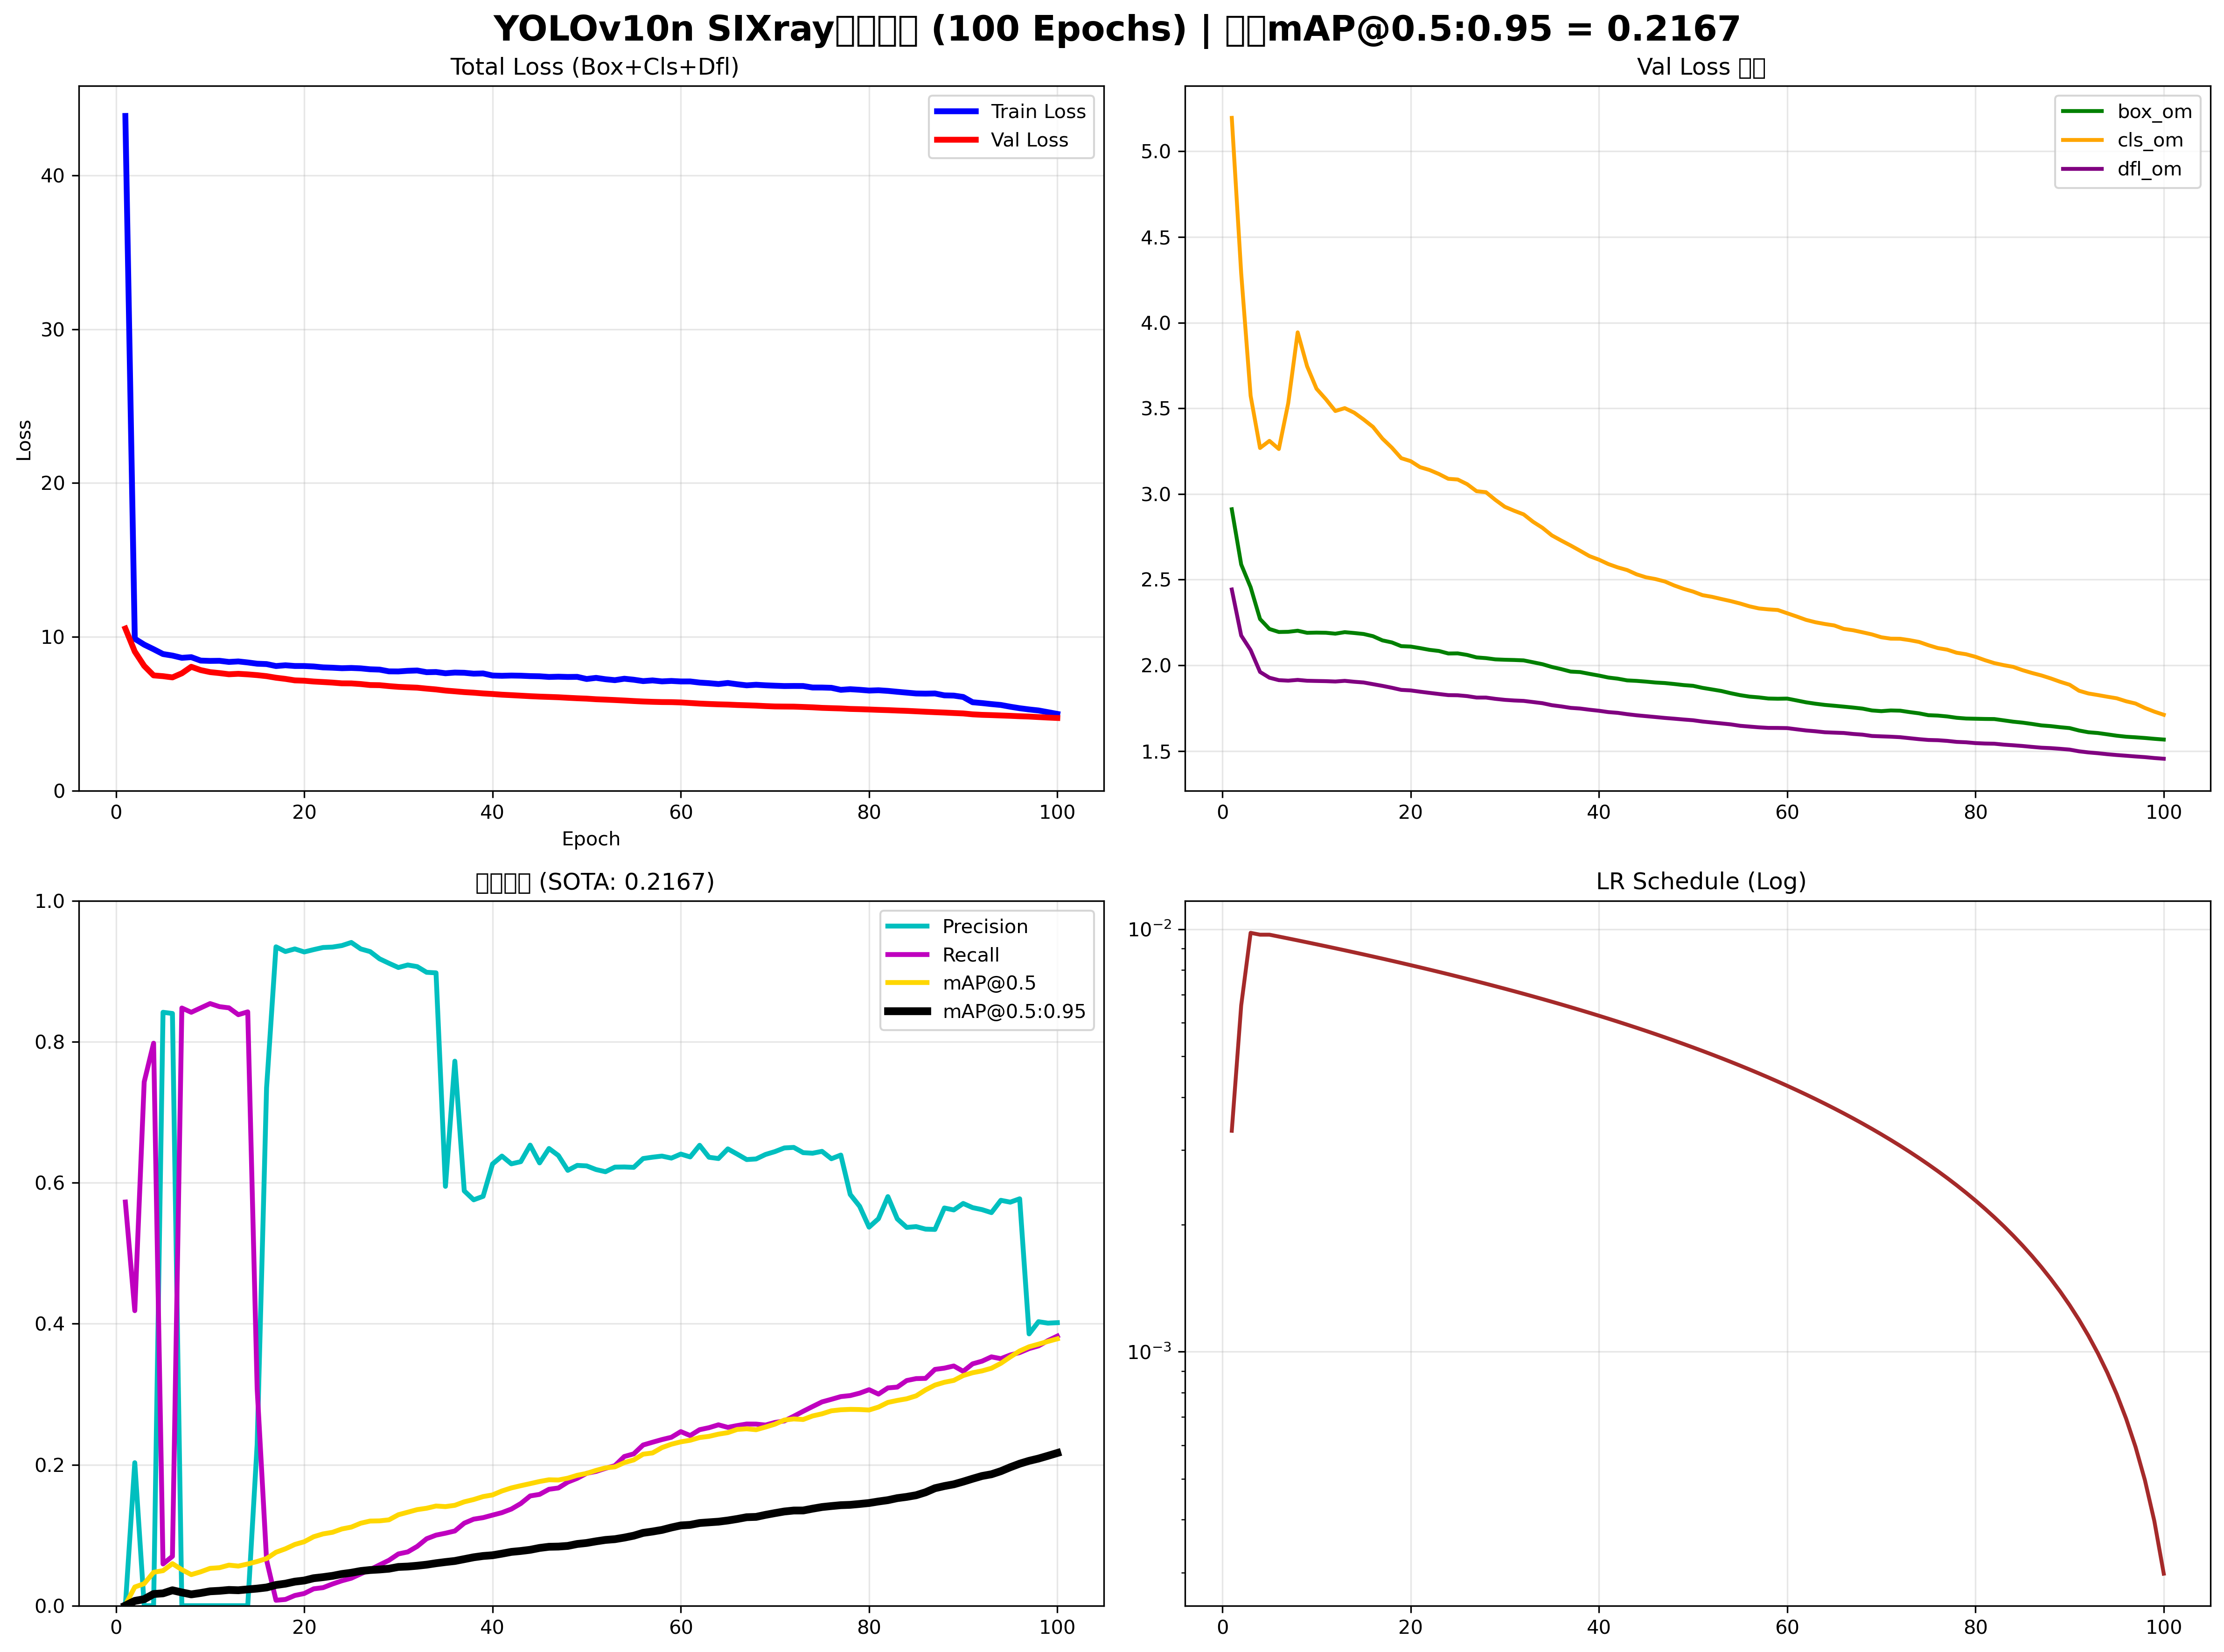 YOLOv10n SIXray (100 Epochs) | mAP@0.5:0.95 = 0.2167
Total Loss (Box+Cls+Dfl)
Train Loss
Val Loss
Loss
40
30
20
10
0
0 20 40 60 80 100
Epoch
Val Loss
box_om
cls_om
dfl_om
5.0
4.5
4.0
3.5
3.0
2.5
2.0
1.5
0 20 40 60 80 100
(SOTA: 0.2167)
Precision
Recall
mAP@0.5
mAP@0.5:0.95
1.0
0.8
0.6
0.4
0.2
0.0
0 20 40 60 80 100
LR Schedule (Log)
10⁻²
10⁻³
0 20 40 60 80 100